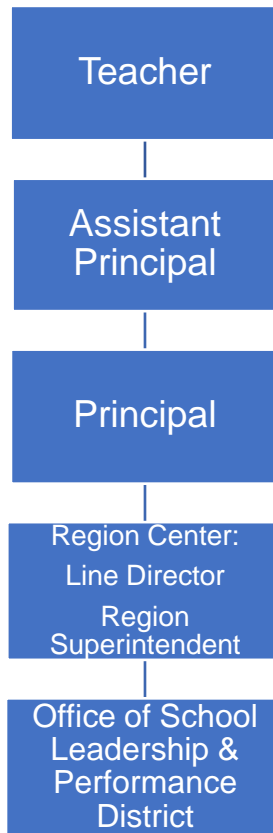 Teacher
Assistant
Principal
Principal
Region Center:
Line Director
Region
Superintendent
Office of School
Leadership &
Performance
District